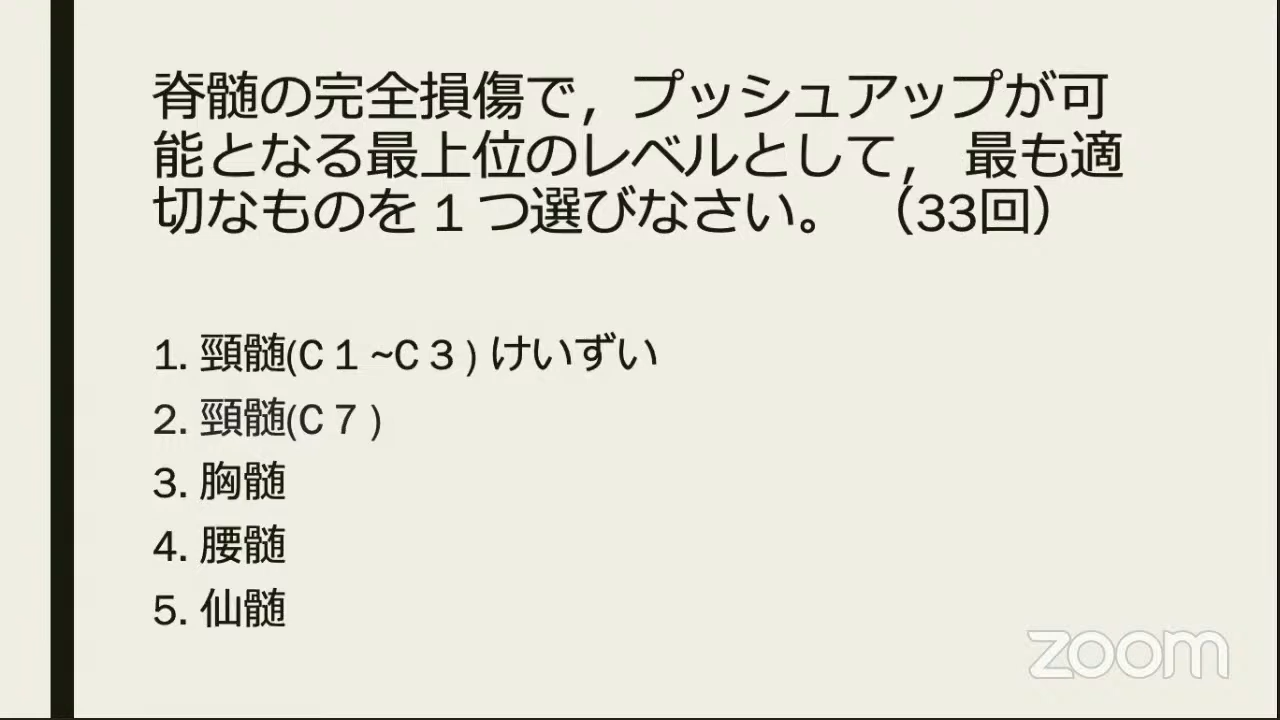 脊髄の完全損傷で，プッシュアップが可
能となる最上位のレベルとして， 最も適
切なものを１つ選びなさい。 （33回）
1. 頸髄(C１~C３) けいずい
2. 頸髄(C７)
3. 胸髄
4. 腰髄
5. 仙髄
zoom